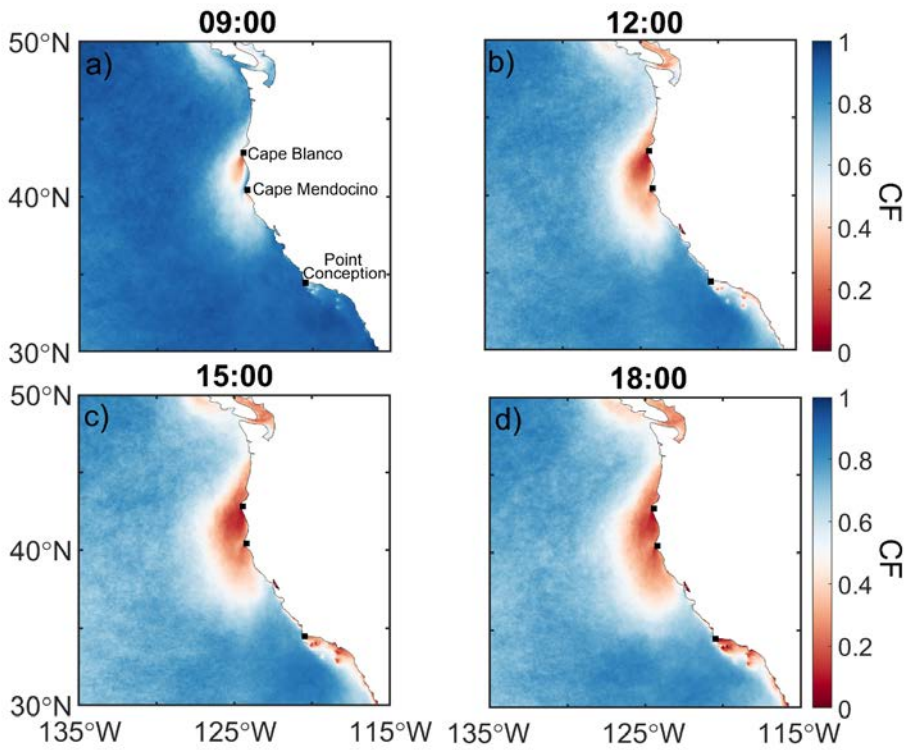 09:00
12:00
50°N
40°N
30°N
a)
Cape Blanco
Cape Mendocino
Point
Conception
b)
1
0.8
0.6
0.4
0.2
0
CF
15:00
18:00
50°N
40°N
30°N
c)
d)
1
0.8
0.6
0.4
0.2
0
CF
135°W
125°W
115°W
135°W
125°W
115°W